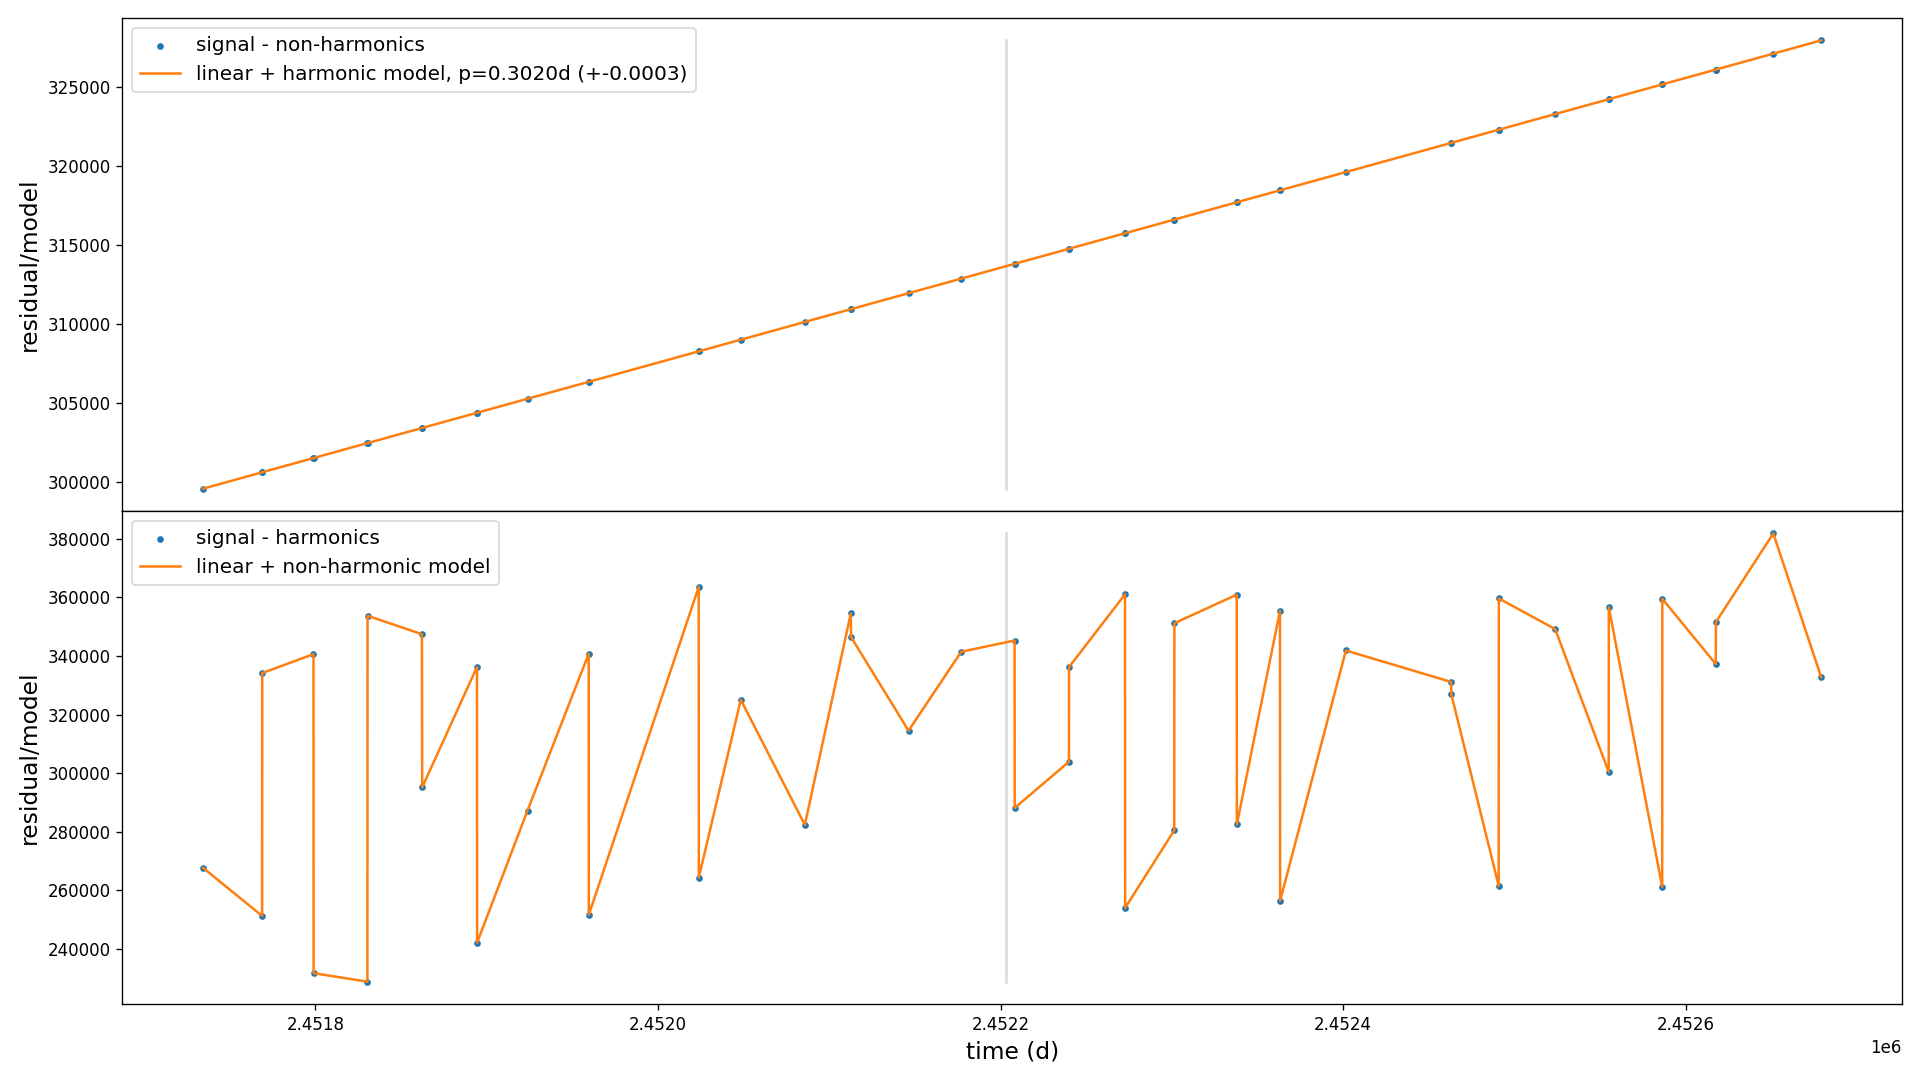 signal - non-harmonics
linear + harmonic model, p=0.3020d (+-0.0003)
325000
320000
315000
310000
305000
300000
residual/model
signal - harmonics
linear + non-harmonic model
380000
360000
340000
320000
300000
280000
260000
240000
residual/model
2.4518
2.4520
2.4522
2.4524
2.4526
time (d)
1e6